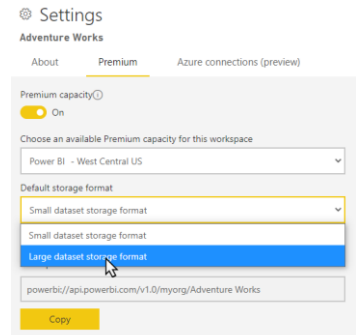 Settings
Adventure Works
About Premium Azure connections (preview)
Premium capacity
On
Choose an available Premium capacity for this workspace
Power BI - West Central US
Default storage format
Small dataset storage format
Small dataset storage format
Large dataset storage format
powerbi://api.powerbi.com/v1.0/myorg/Adventure Works
Copy